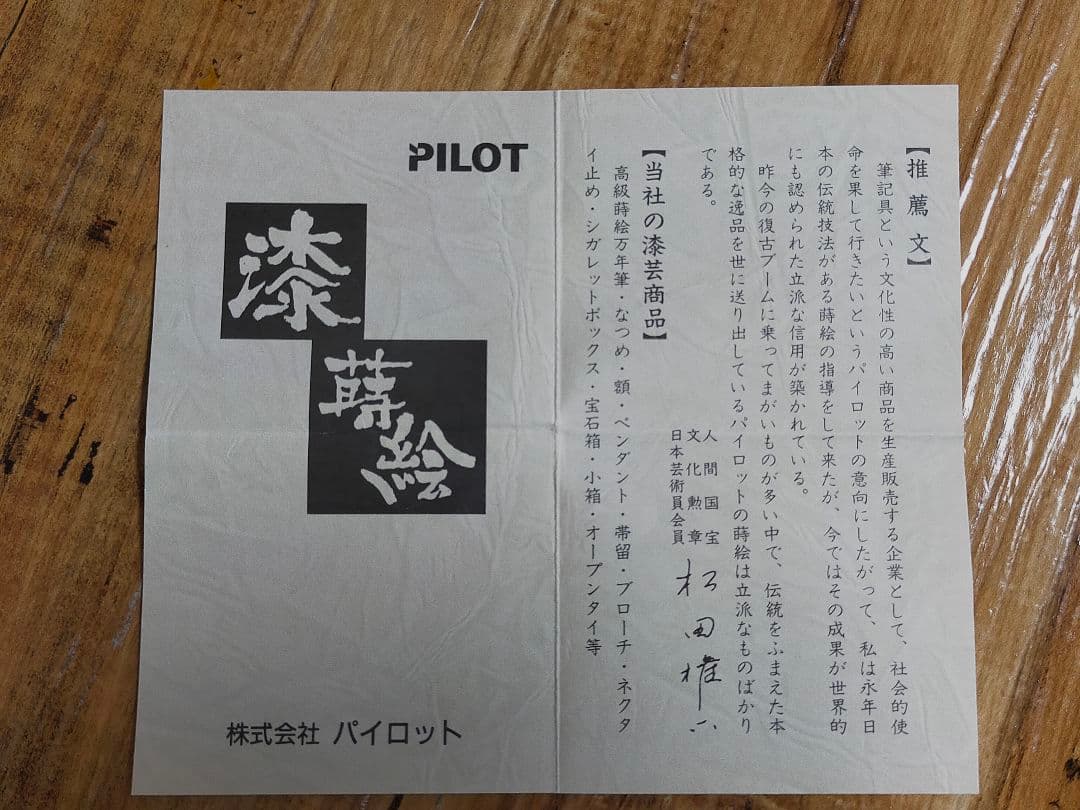 【推薦文】
筆記具という文化性の高い商品を生産販売する企業として、社会的使
命を果して行きたいというパイロットの意向にしたがって、私は永年日
本の伝統技法がある蒔絵の指導をして来たが、今ではその成果が世界的
にも認められた立派な信用が築かれている。
昨今の復古ブームに乗ってまがいものが多い中で、伝統をふまえた本
格的な逸品を世に送り出しているパイロットの蒔絵は立派なものばかり
である。
人間国宝
文化勲章
日本芸術員会員
松田権六
【当社の漆芸商品】
高級蒔絵万年筆・なつめ・額・ペンダント・帯留・ブローチ・ネクタ
イ止め・シガレットボックス・宝石箱・小箱・オープンタイ等
PILOT
漆
蒔絵
株式会社 パイロット